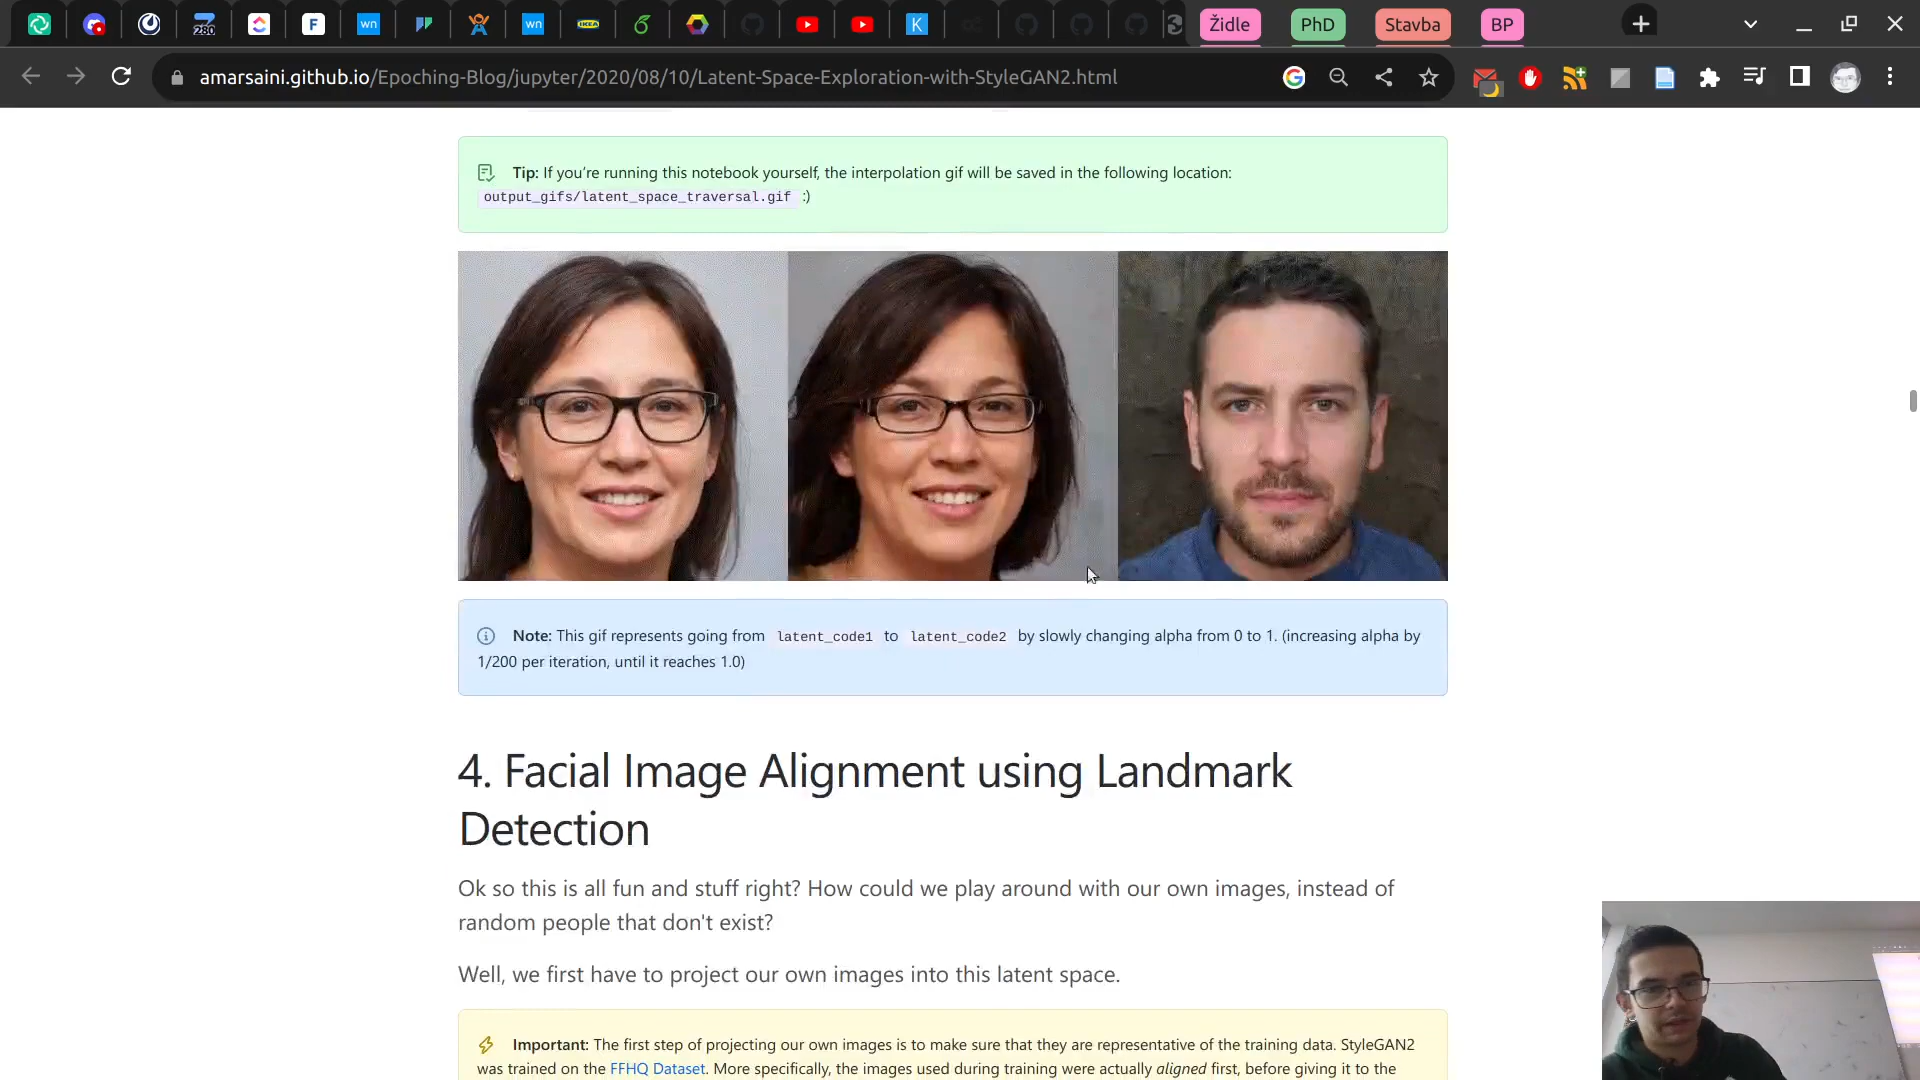 280 F wn wn IKEA K Židle PhD Stavba BP
amarsaini.github.io/Epoching-Blog/jupyter/2020/08/10/Latent-Space-Exploration-with-StyleGAN2.html
Tip: If you’re running this notebook yourself, the interpolation gif will be saved in the following location:
output_gifs/latent_space_traversal.gif :)
Note: This gif represents going from latent_code1 to latent_code2 by slowly changing alpha from 0 to 1. (increasing alpha by
1/200 per iteration, until it reaches 1.0)
4. Facial Image Alignment using Landmark
Detection
Ok so this is all fun and stuff right? How could we play around with our own images, instead of
random people that don't exist?
Well, we first have to project our own images into this latent space.
Important: The first step of projecting our own images is to make sure that they are representative of the training data. StyleGAN2
was trained on the FFHQ Dataset. More specifically, the images used during training were actually aligned first, before giving it to the